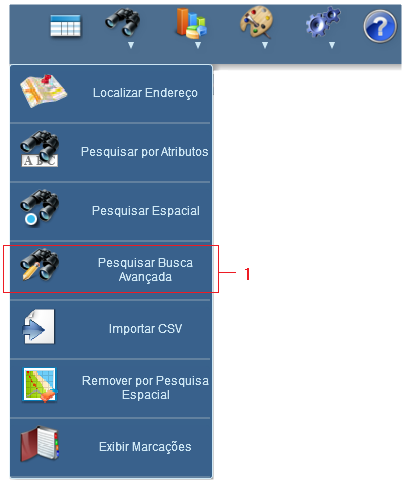 ?
Localizar Endereço
A B C
Pesquisar por Atributos
Pesquisar Espacial
Pesquisar Busca
Avançada
1
Importar CSV
Remover por Pesquisa
Espacial
Exibir Marcações